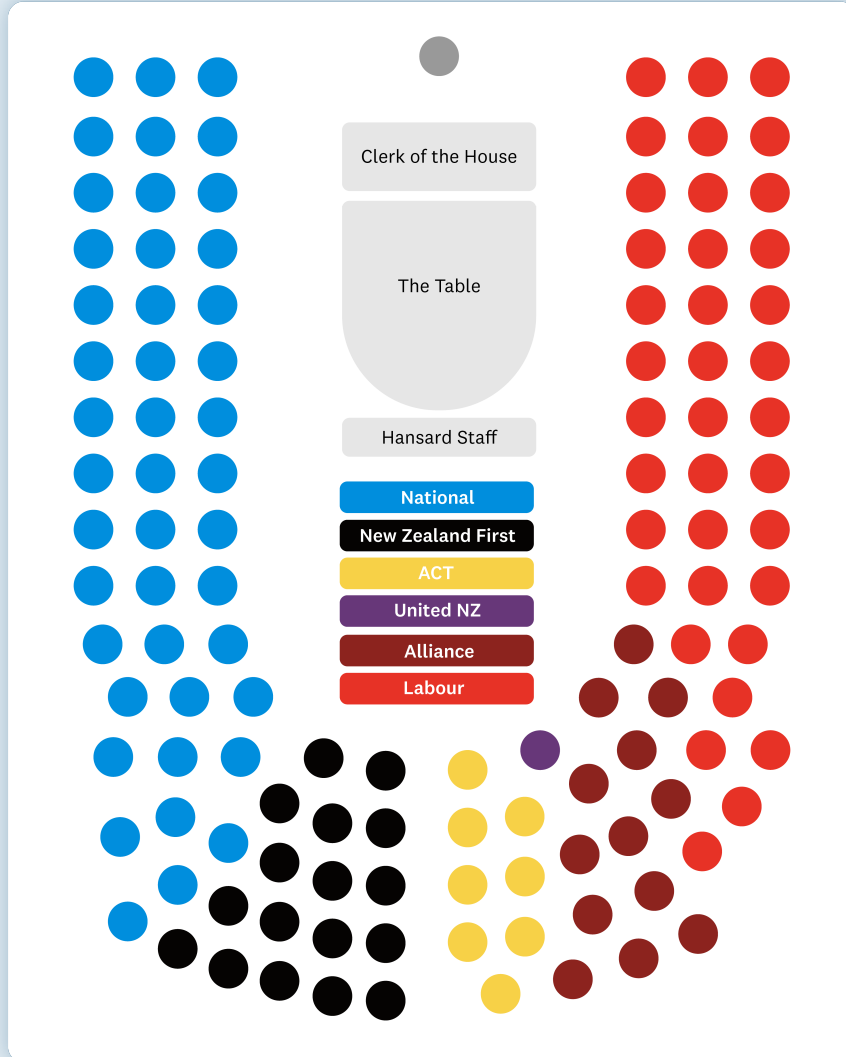 Clerk of the House
The Table
Hansard Staff
National
New Zealand First
ACT
United NZ
Alliance
Labour